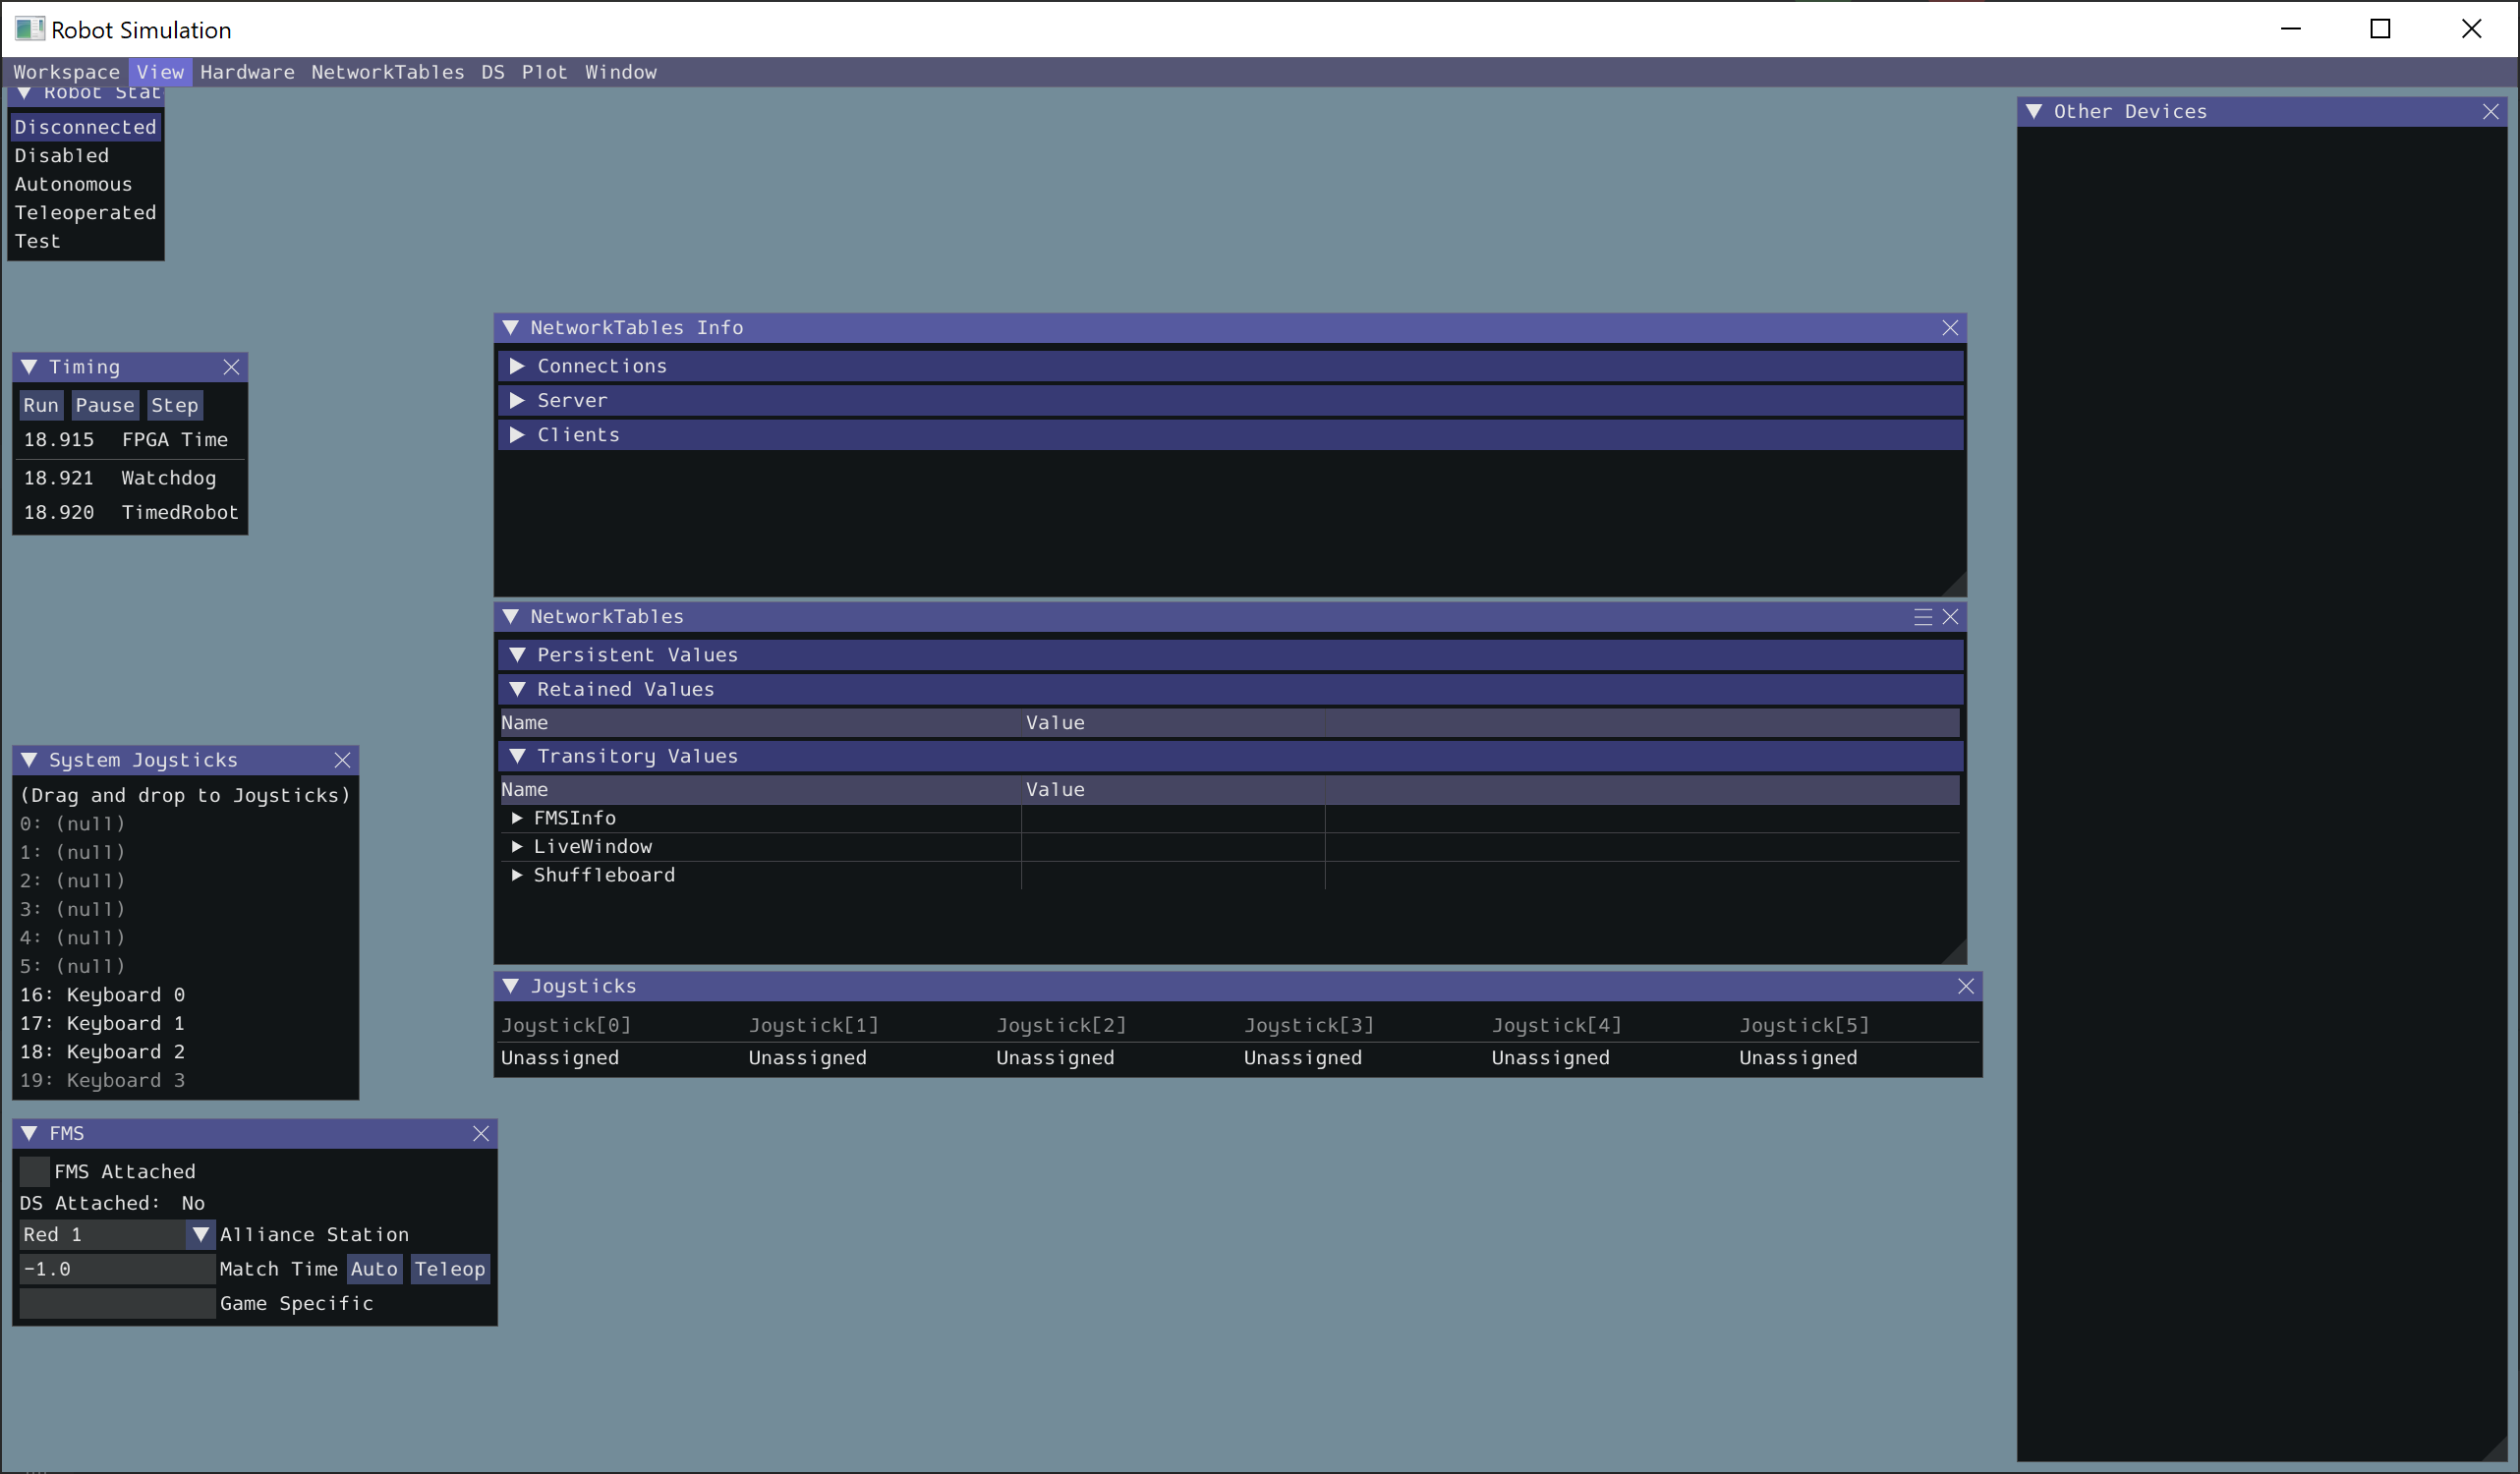 Robot Simulation
Workspace View Hardware NetworkTables DS Plot Window
Robot Stat
Disconnected
Disabled
Autonomous
Teleoperated
Test
Timing
Run Pause Step
18.915 FPGA Time
18.921 Watchdog
18.920 TimedRobot
System Joysticks
(Drag and drop to Joysticks)
0: (null)
1: (null)
2: (null)
3: (null)
4: (null)
5: (null)
16: Keyboard 0
17: Keyboard 1
18: Keyboard 2
19: Keyboard 3
FMS
FMS Attached
DS Attached: No
Red 1 Alliance Station
-1.0 Match Time Auto Teleop
Game Specific
NetworkTables Info
Connections
Server
Clients
NetworkTables
Persistent Values
Retained Values
Name Value
Transitory Values
Name Value
FMSInfo
LiveWindow
Shuffleboard
Joysticks
Joystick[0] Joystick[1] Joystick[2] Joystick[3] Joystick[4] Joystick[5]
Unassigned Unassigned Unassigned Unassigned Unassigned Unassigned
Other Devices